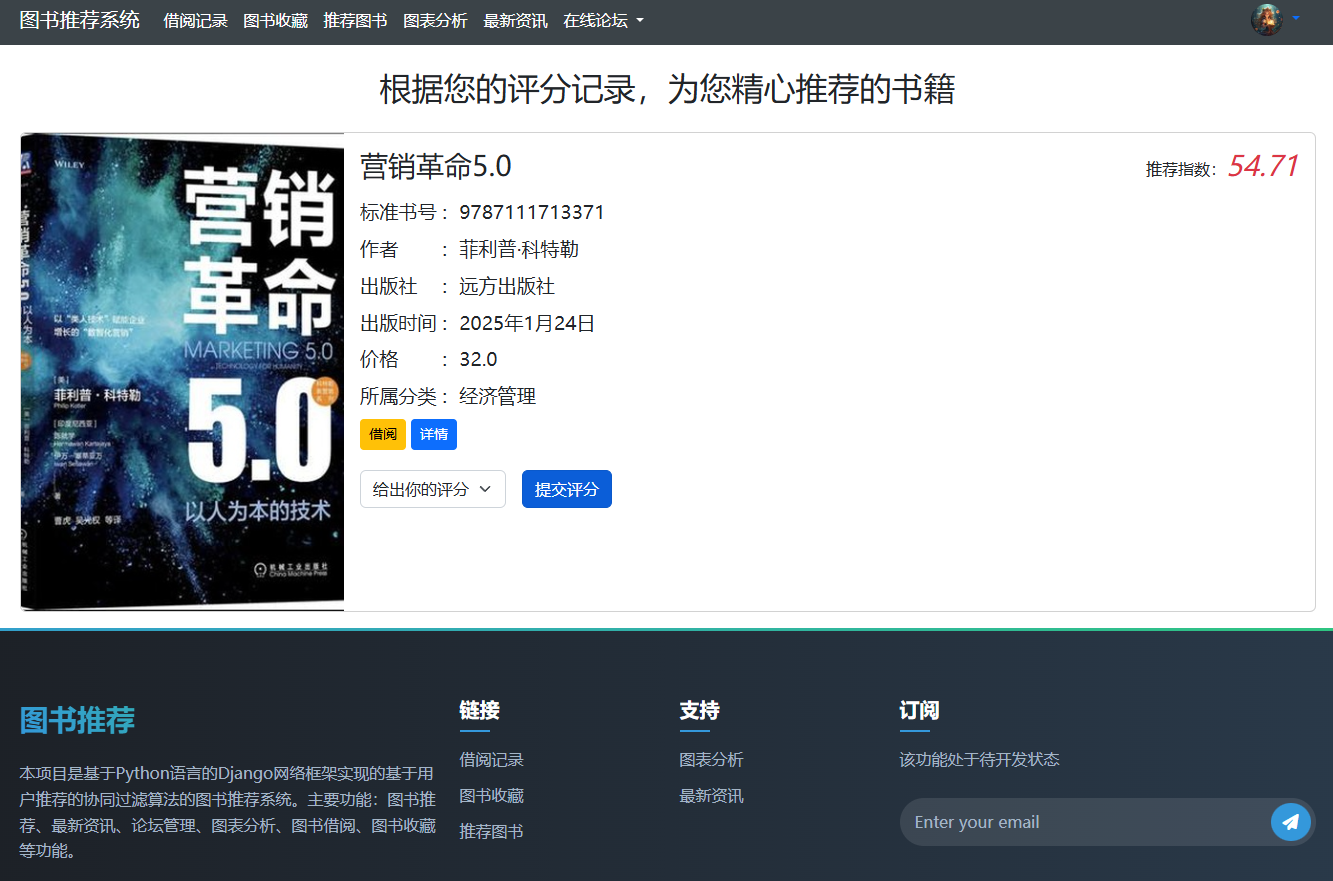 图书推荐系统 借阅记录 图书收藏 推荐图书 图表分析 最新资讯 在线论坛
根据您的评分记录，为您精心推荐的书籍
WILEY
营销
革命
MARKETING 5.0
TECHNOLOGY FOR HUMANITY
5.0
以人为本的技术
以“类人技术”赋能企业
增长的“数智化营销”
[美]
菲利普·科特勒
Philip Kotler
[印度尼西亚]
Hermawan Kartajaya
著
曹虎 吴光权 等译
机械工业出版社
China Machine Press
营销革命5.0
推荐指数：54.71
标准书号： 9787111713371
作者 ： 菲利普·科特勒
出版社 ： 远方出版社
出版时间： 2025年1月24日
价格 ： 32.0
所属分类： 经济管理
借阅 详情
给出你的评分 提交评分
图书推荐
本项目是基于Python语言的Django网络框架实现的基于用
户推荐的协同过滤算法的图书推荐系统。主要功能：图书推
荐、最新资讯、论坛管理、图表分析、图书借阅、图书收藏
等功能。
链接
借阅记录
图书收藏
推荐图书
支持
图表分析
最新资讯
订阅
该功能处于待开发状态
Enter your email